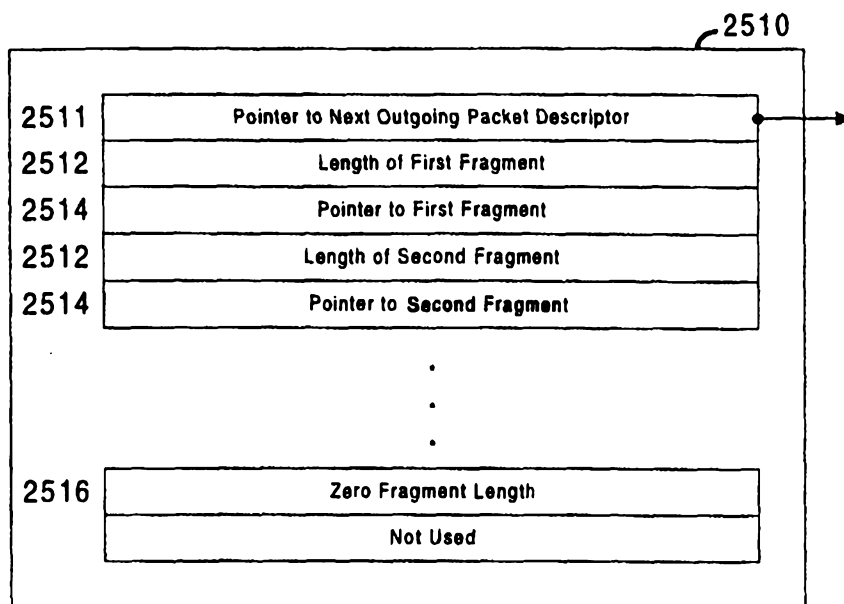 2510
2511 Pointer to Next Outgoing Packet Descriptor
2512 Length of First Fragment
2514 Pointer to First Fragment
2512 Length of Second Fragment
2514 Pointer to Second Fragment
2516 Zero Fragment Length
Not Used